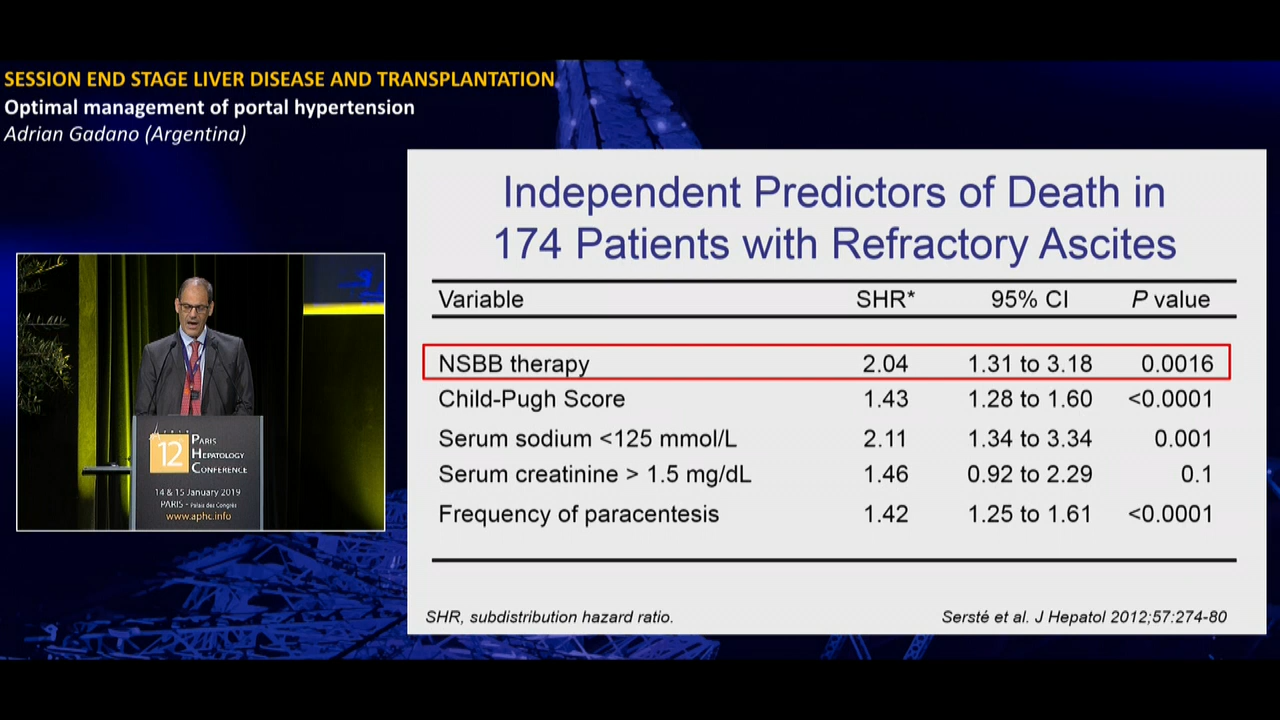 SESSION END STAGE LIVER DISEASE AND TRANSPLANTATION
Optimal management of portal hypertension
Adrian Gadano (Argentina)
Independent Predictors of Death in
174 Patients with Refractory Ascites
Variable SHR* 95% CI P value
NSBB therapy 2.04 1.31 to 3.18 0.0016
Child-Pugh Score 1.43 1.28 to 1.60 <0.0001
Serum sodium <125 mmol/L 2.11 1.34 to 3.34 0.001
Serum creatinine > 1.5 mg/dL 1.46 0.92 to 2.29 0.1
Frequency of paracentesis 1.42 1.25 to 1.61 <0.0001
SHR, subdistribution hazard ratio.
Sersté et al. J Hepatol 2012;57:274-80
12
PARIS
HEPATOLOGY
CONFERENCE
14 & 15 January 2019
PARIS - Palais des Congrès
www.aphc.info